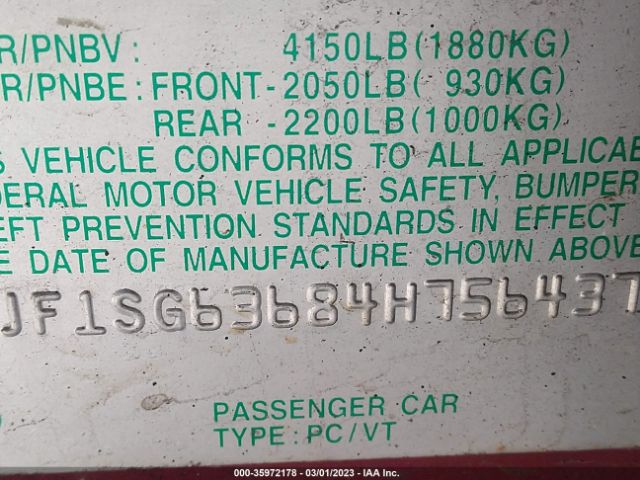 R/PNBV : 4150LB(1880KG)
R/PNBE : FRONT-2050LB( 930KG)
REAR -2200LB(1000KG)
S VEHICLE CONFORMS TO ALL APPLICAB
DERAL MOTOR VEHICLE SAFETY, BUMPER
EFT PREVENTION STANDARDS IN EFFECT
E DATE OF MANUFACTURE SHOWN ABOVE
JF1SG63684H756437
PASSENGER CAR
TYPE : PC/VT
000-35972178 - 03/01/2023 - IAA Inc.